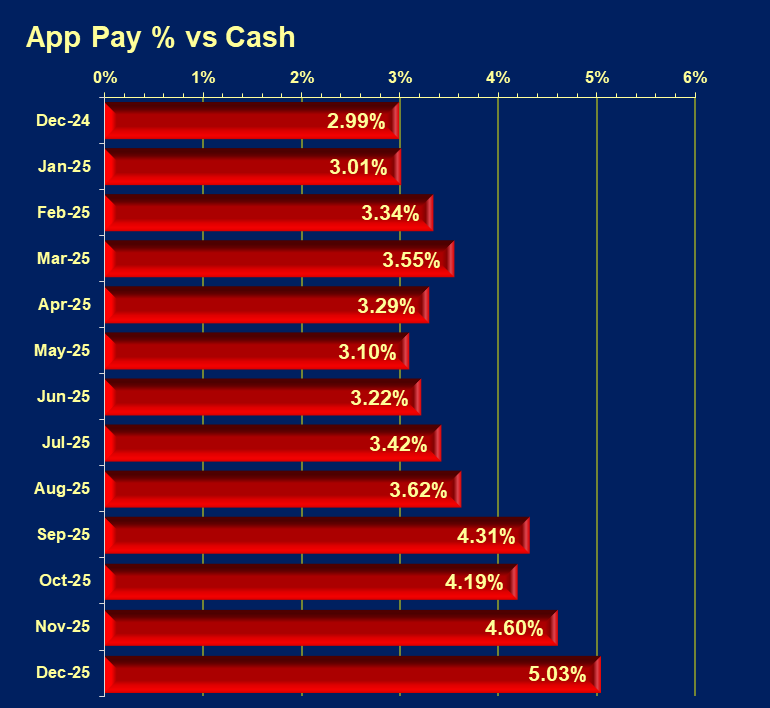 App Pay % vs Cash
0% 1% 2% 3% 4% 5% 6%
Dec-24 2.99%
Jan-25 3.01%
Feb-25 3.34%
Mar-25 3.55%
Apr-25 3.29%
May-25 3.10%
Jun-25 3.22%
Jul-25 3.42%
Aug-25 3.62%
Sep-25 4.31%
Oct-25 4.19%
Nov-25 4.60%
Dec-25 5.03%